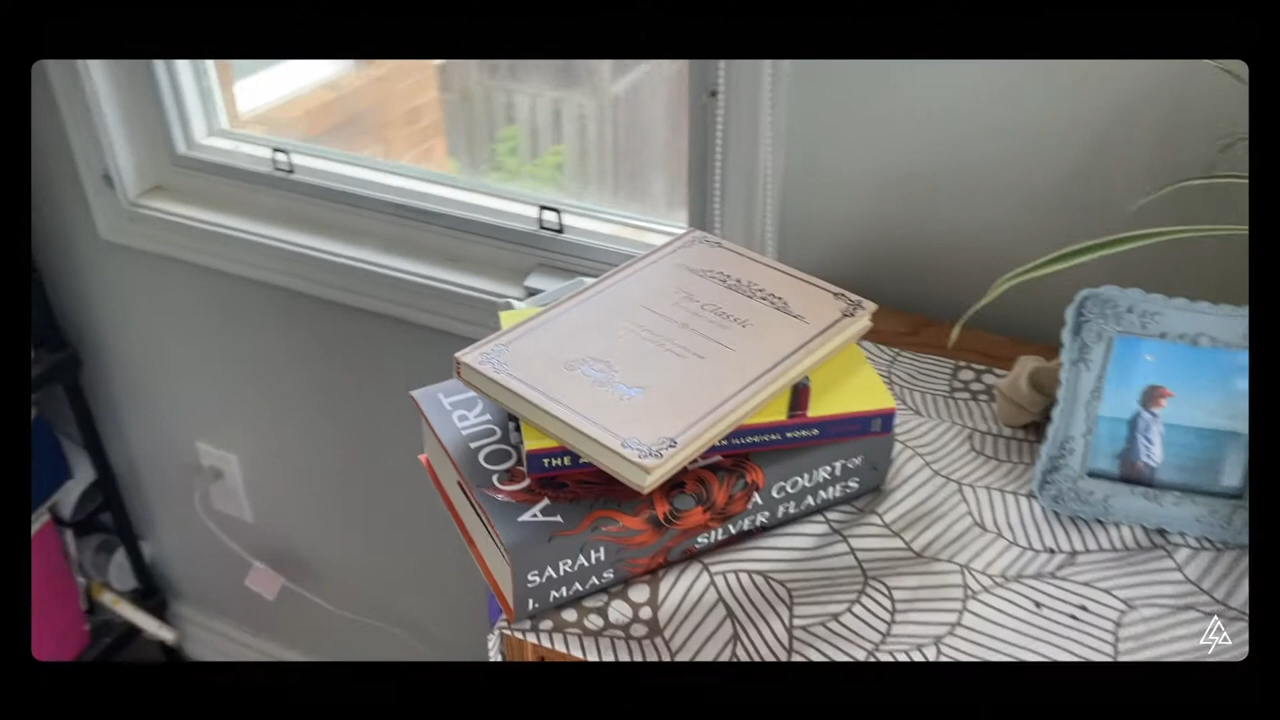 The Classic
THE A
AN ILLOGICAL WORLD
A COURT
A COURT OF
SILVER FLAMES
SARAH
J. MAAS